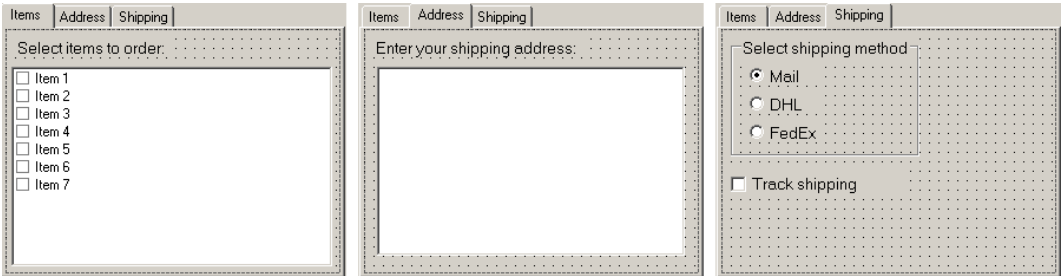 Items Address Shipping
Select items to order:
Item 1
Item 2
Item 3
Item 4
Item 5
Item 6
Item 7
Items Address Shipping
Enter your shipping address:
Items Address Shipping
Select shipping method
Mail
DHL
FedEx
Track shipping